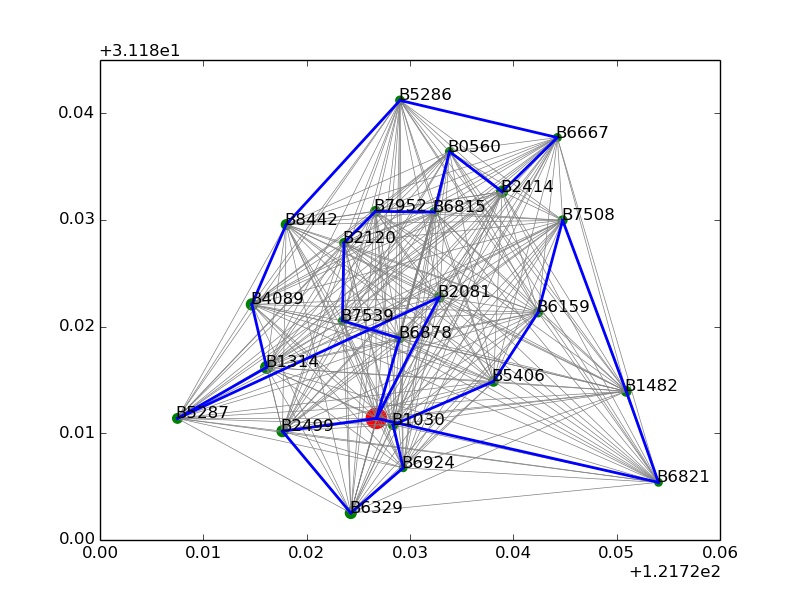 +3.118e1
B5286
0.04
B6667
B0560
B2414
B7952
B6815
B7508
0.03
B8442
B2120
B2081
B4089
B6159
0.02
B7539
B6878
B1314
B5406
B1482
B5287
B1030
B2499
0.01
B6924
B6821
B6329
0.00
0.00 0.01 0.02 0.03 0.04 0.05 0.06
+1.2172e2